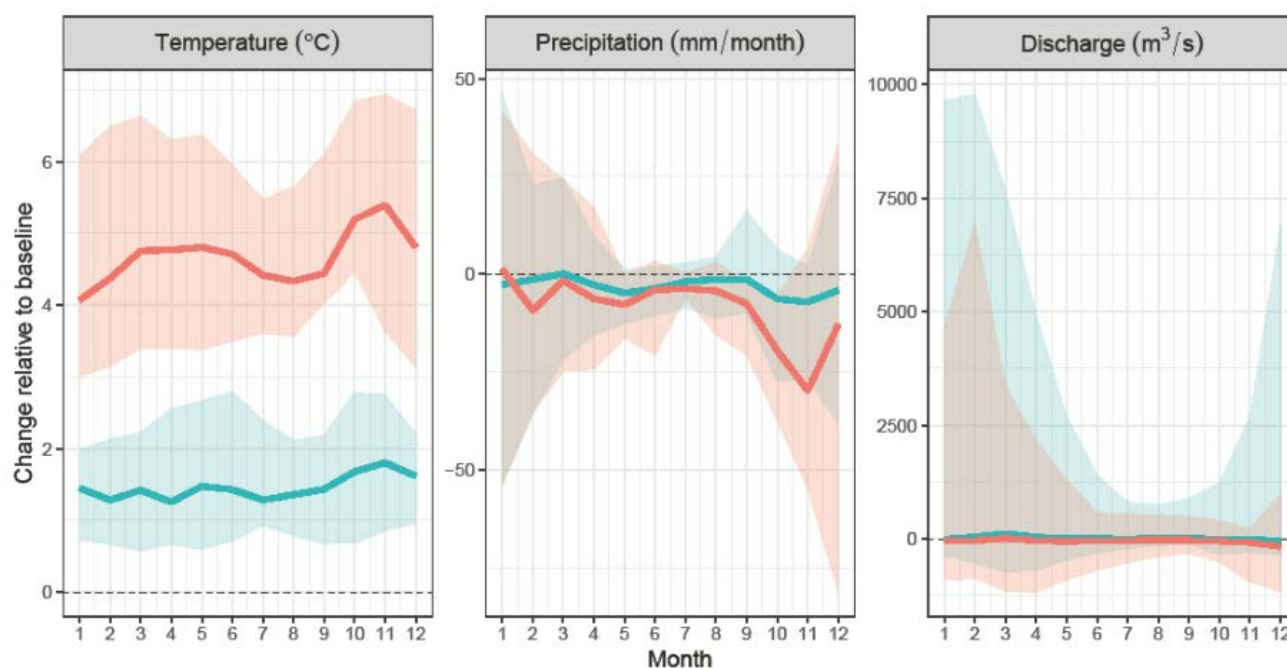 Temperature (°C)
Precipitation (mm/month)
Discharge (m³/s)
Change relative to baseline
6
4
2
0
50
0
−50
10000
7500
5000
2500
0
1 2 3 4 5 6 7 8 9 10 11 12
1 2 3 4 5 6 7 8 9 10 11 12
1 2 3 4 5 6 7 8 9 10 11 12
Month